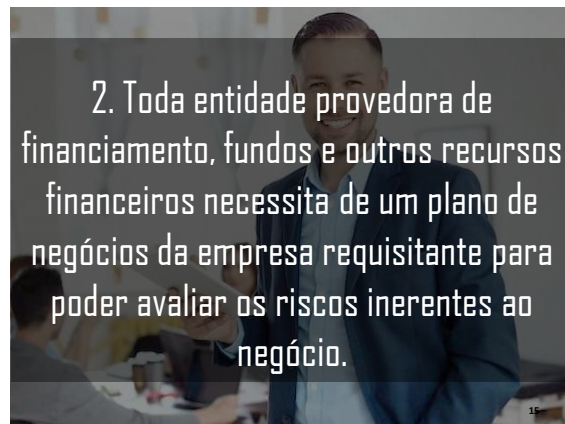 2. Toda entidade provedora de
financiamento, fundos e outros recursos
financeiros necessita de um plano de
negócios da empresa requisitante para
poder avaliar os riscos inerentes ao
negócio.
15